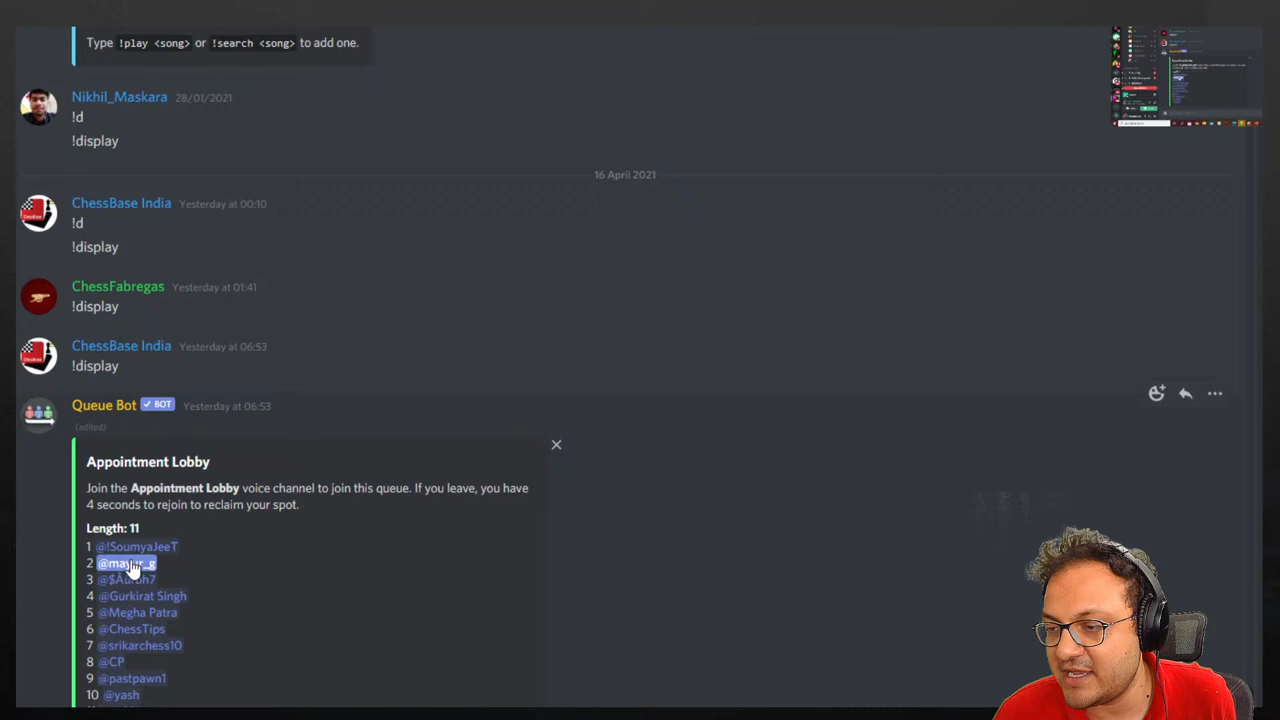 Type !play <song> or !search <song> to add one.
Nikhil_Maskara 28/01/2021
!d
!display
16 April 2021
ChessBase India Yesterday at 00:10
!d
!display
ChessFabregas Yesterday at 01:41
!display
ChessBase India Yesterday at 06:53
!display
Queue Bot ✓ BOT Yesterday at 06:53
(edited)
Appointment Lobby
Join the Appointment Lobby voice channel to join this queue. If you leave, you have
4 seconds to rejoin to reclaim your spot.
Length: 11
1 @!SoumyaJeeT
2
3
4 @Gurkirat Singh
5 @Megha Patra
6 @ChessTips
7 @srikarchess10
8 @CP
9 @pastpawn1
10 @yash